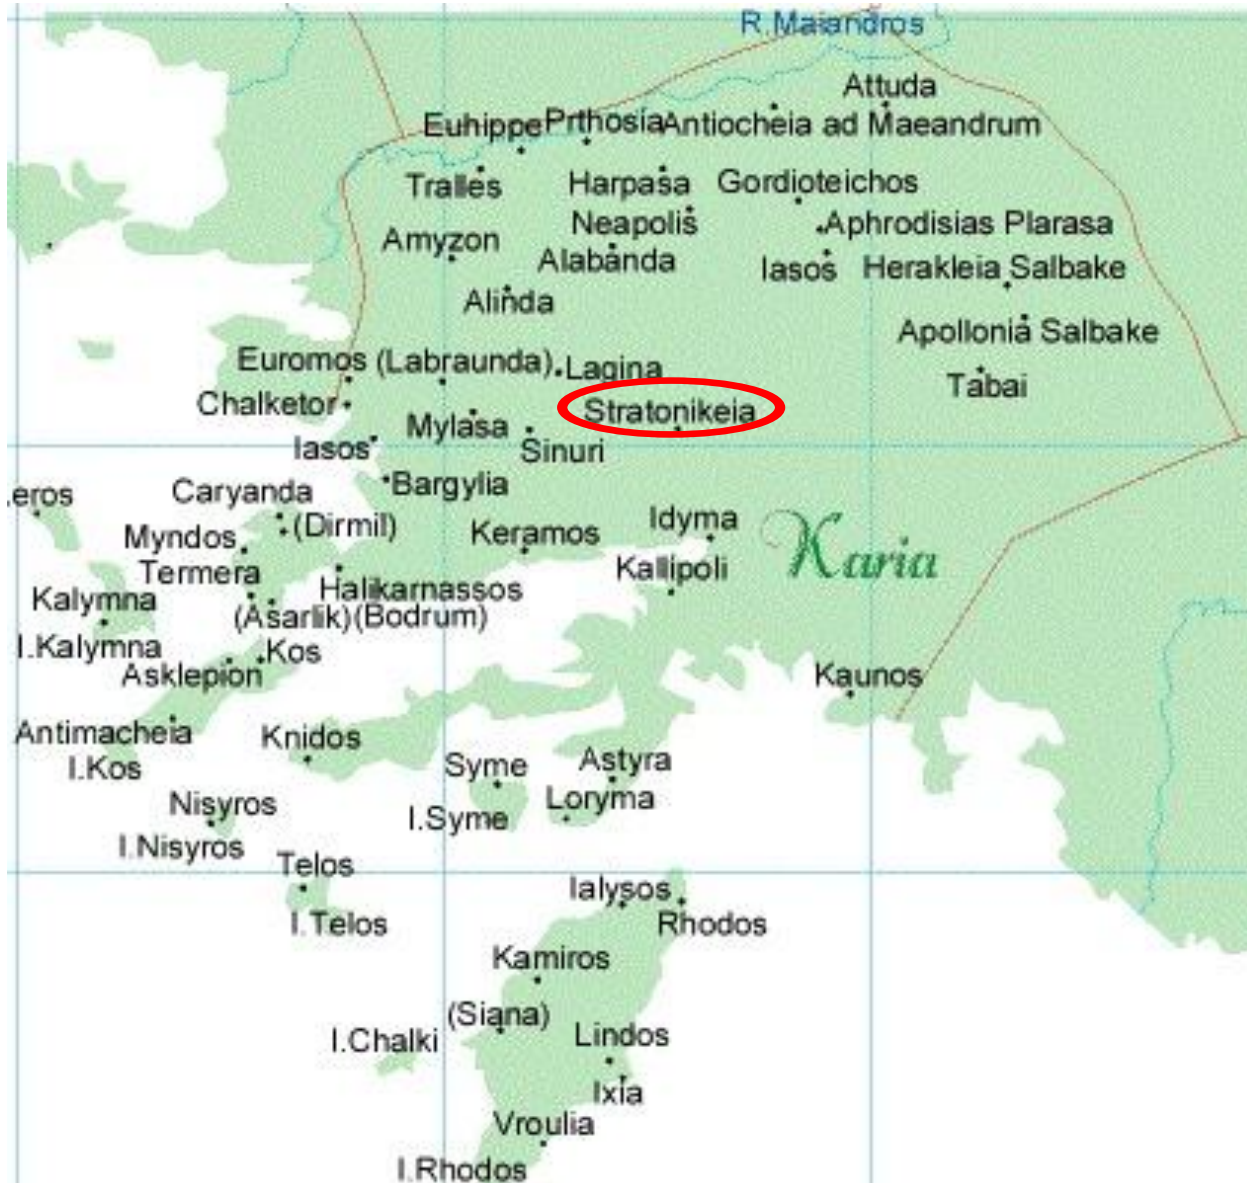 R.Maiandros
Attuda
Euhippe
Prthosia
Antiocheia ad Maeandrum
Tralles
Harpasa
Gordioteichos
Neapolis
Aphrodisias Plarasa
Amyzon
Alabanda
Iasos
Herakleia Salbake
Alinda
Apollonia Salbake
Euromos
(Labraunda)
Lagina
Tabai
Chalketor
Stratonikeia
Mylasa
Sinuri
Iasos
Bargylia
eros
Caryanda
(Dirmil)
Keramos
Idyma
Karia
Myndos
Termera
Halikarnassos
Kallipoli
Kalymna
(Asarlik)
(Bodrum)
I.Kalymna
Kos
Asklepion
Kaunos
Antimacheia
Knidos
I.Kos
Syme
Astyra
Nisyros
I.Syme
Loryma
I.Nisyros
Telos
Ialysos
I.Telos
Rhodos
Kamiros
(Siana)
I.Chalki
Lindos
Ixia
Vroulia
I.Rhodos